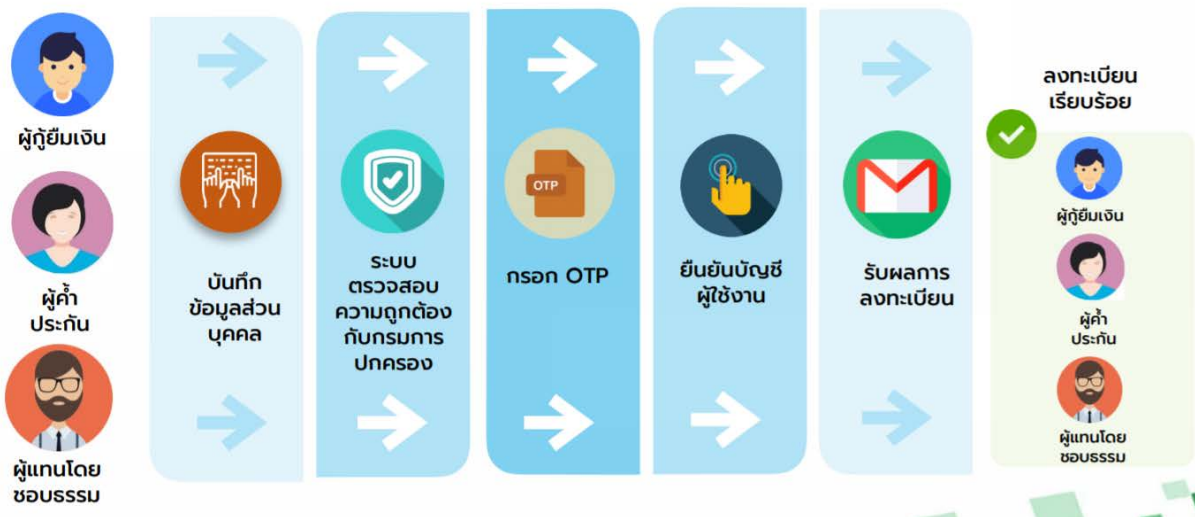 ผู้กู้ยืมเงิน
ผู้ค้ำ
ประกัน
ผู้แทนโดย
ชอบธรรม
บันทึก
ข้อมูลส่วน
บุคคล
ระบบ
ตรวจสอบ
ความถูกต้อง
กับกรมการ
ปกครอง
OTP
กรอก OTP
ยืนยันบัญชี
ผู้ใช้งาน
รับผลการ
ลงทะเบียน
ลงทะเบียน
เรียบร้อย
ผู้กู้ยืมเงิน
ผู้ค้ำ
ประกัน
ผู้แทนโดย
ชอบธรรม